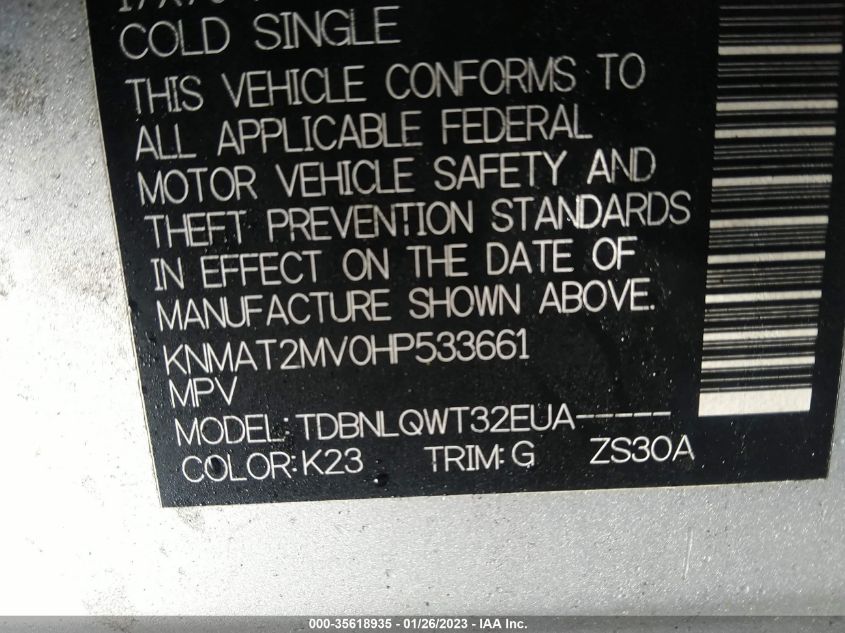 COLD SINGLE
THIS VEHICLE CONFORMS TO
ALL APPLICABLE FEDERAL
MOTOR VEHICLE SAFETY AND
THEFT PREVENTION STANDARDS
IN EFFECT ON THE DATE OF
MANUFACTURE SHOWN ABOVE.
KNMAT2MV0HP533661
MPV
MODEL: TDBNLQWT32EUA-----
COLOR: K23 TRIM: G ZS30A
000-35618935 - 01/26/2023 - IAA Inc.